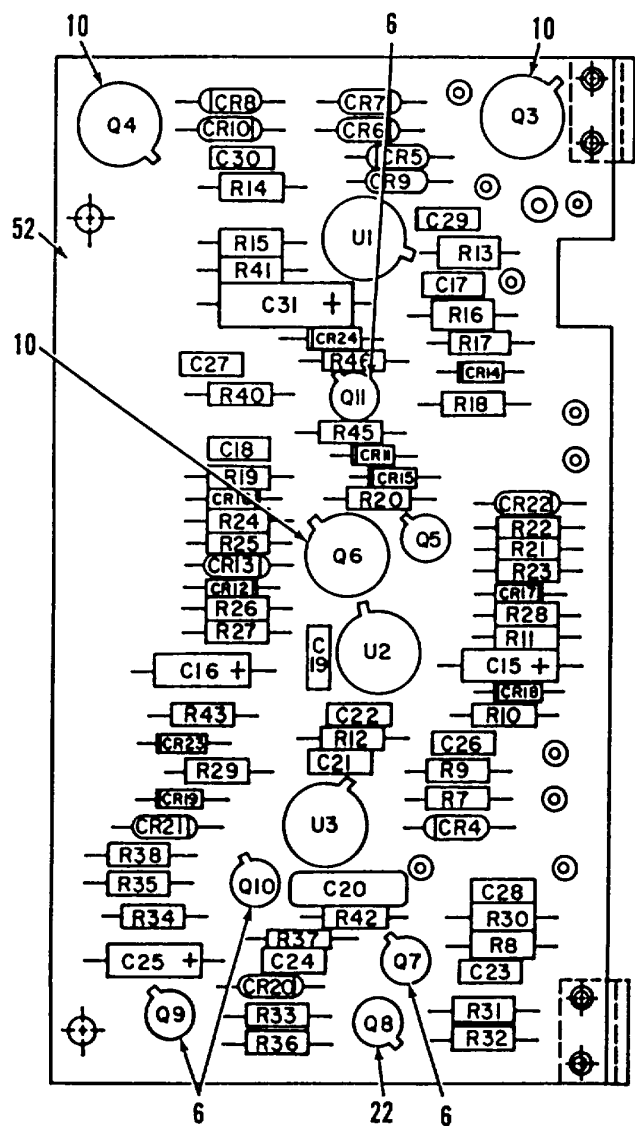 10 6 10
CR8 CR7
Q4 Q3
CR10 CR6
C30 CR5
R14 CR9
C29
52 U1
R15 R13
R41 C17
C31 + R16
10 CR24 R17
C27 R46 CR14
R40 Q11 R18
R45
C18 CR11
R19 CR15
CR16 R20 CR22
R24 Q5 R22
R25 Q6 R21
CR13 R23
CR12 CR17
R26 R28
R27 C19 U2 R11
C16 + C15 +
CR18
R43 C22 R10
CR23 R12 C26
R29 C21 R9
CR19 R7
CR21 U3 CR4
R38
R35 Q10 C20 C28
R34 R42 R30
R37 R8
C25 + C24 Q7 C23
CR20
Q9 R33 Q8 R31
R36 R32
6 22 6